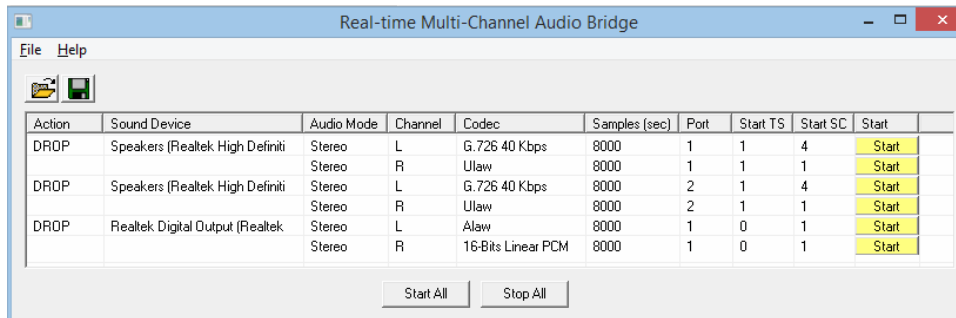 Real-time Multi-Channel Audio Bridge
File Help
Action Sound Device Audio Mode Channel Codec Samples (sec) Port Start TS Start SC Start
DROP Speakers (Realtek High Definiti Stereo L G.726 40 Kbps 8000 1 1 4 Start
Stereo R Ulaw 8000 1 1 1 Start
DROP Speakers (Realtek High Definiti Stereo L G.726 40 Kbps 8000 2 1 4 Start
Stereo R Ulaw 8000 2 1 1 Start
DROP Realtek Digital Output (Realtek Stereo L Alaw 8000 1 0 1 Start
Stereo R 16-Bits Linear PCM 8000 1 0 1 Start
Start All Stop All